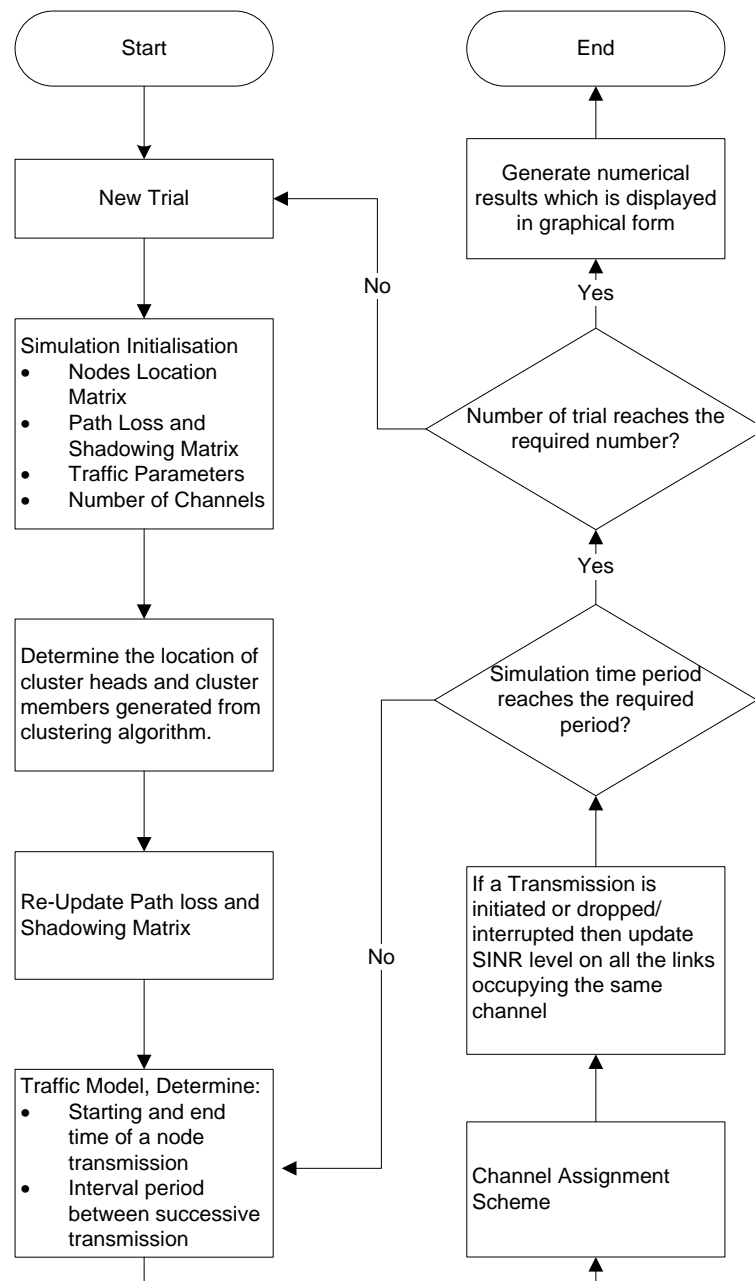 Start
New Trial
Simulation Initialisation
• Nodes Location
Matrix
• Path Loss and
Shadowing Matrix
• Traffic Parameters
• Number of Channels
Determine the location of
cluster heads and cluster
members generated from
clustering algorithm.
Re-Update Path loss and
Shadowing Matrix
Traffic Model, Determine:
• Starting and end
time of a node
transmission
• Interval period
between successive
transmission
End
Generate numerical
results which is displayed
in graphical form
Yes
No
Number of trial reaches the
required number?
Yes
Simulation time period
reaches the required
period?
No
If a Transmission is
initiated or dropped/
interrupted then update
SINR level on all the links
occupying the same
channel
Channel Assignment
Scheme